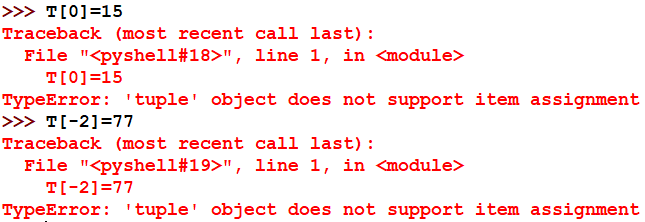 >>> T[0]=15
Traceback (most recent call last):
  File "<pyshell#18>", line 1, in <module>
    T[0]=15
TypeError: 'tuple' object does not support item assignment
>>> T[-2]=77
Traceback (most recent call last):
  File "<pyshell#19>", line 1, in <module>
    T[-2]=77
TypeError: 'tuple' object does not support item assignment